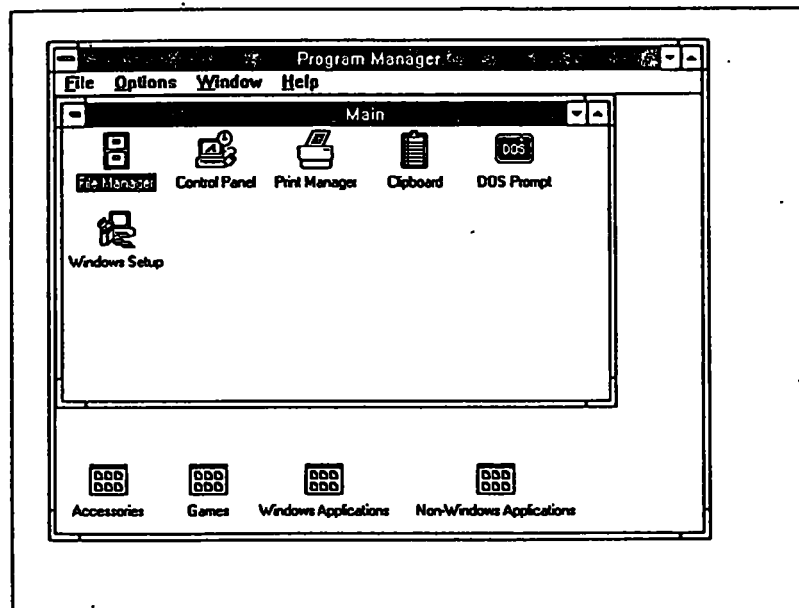 Program Manager
File Options Window Help
Main
File Manager Control Panel Print Manager Clipboard DOS Prompt
DOS
Windows Setup
Accessories Games Windows Applications Non-Windows Applications